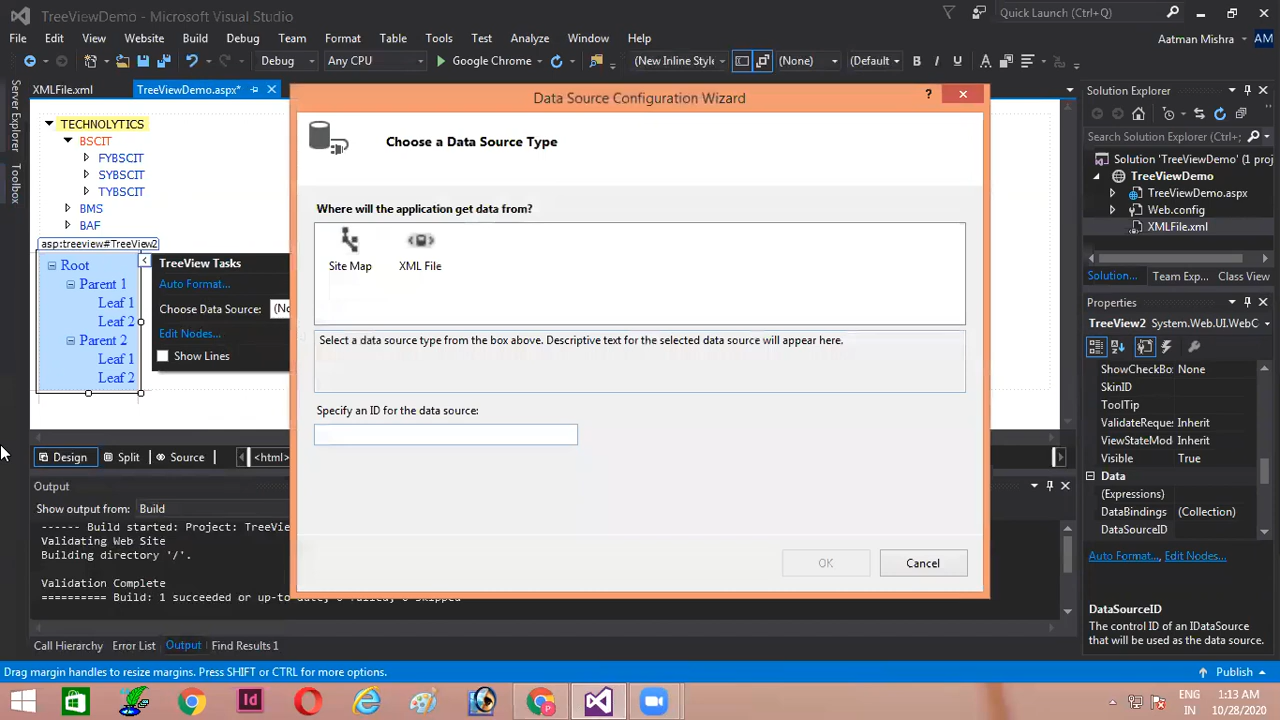 TreeViewDemo - Microsoft Visual Studio
Quick Launch (Ctrl+Q)
File Edit View Website Build Debug Team Format Table Tools Test Analyze Window Help
Aatman Mishra AM
Debug Any CPU Google Chrome (New Inline Style (None) (Default B I U A
XMLFile.xml TreeViewDemo.aspx*
Server Explorer
Toolbox
TECHNOLYTICS
BSCIT
FYBSCIT
SYBSCIT
TYBSCIT
BMS
BAF
asp:treeview#TreeView2
Root
Parent 1
Leaf 1
Leaf 2
Parent 2
Leaf 1
Leaf 2
TreeView Tasks
Auto Format...
Choose Data Source: (No
Edit Nodes...
Show Lines
Design Split Source <html>
Data Source Configuration Wizard
?
Choose a Data Source Type
Where will the application get data from?
Site Map XML File
Select a data source type from the box above. Descriptive text for the selected data source will appear here.
Specify an ID for the data source:
OK Cancel
Output
Show output from: Build
------ Build started: Project: TreeVie
Validating Web Site
Building directory '/'.
Validation Complete
========== Build: 1 succeeded or up-to-date, 0 failed, 0 skipped
Call Hierarchy Error List Output Find Results 1
Solution Explorer
Search Solution Explorer (Ctrl+;
Solution 'TreeViewDemo' (1 proj
TreeViewDemo
TreeViewDemo.aspx
Web.config
XMLFile.xml
Solution... Team Exp... Class View
Properties
TreeView2 System.Web.UI.WebC
ShowCheckBo None
SkinID
ToolTip
ValidateReque Inherit
ViewStateMod Inherit
Visible True
Data
(Expressions)
DataBindings (Collection)
DataSourceID
Auto Format..., Edit Nodes...
DataSourceID
The control ID of an IDataSource
that will be used as the data source.
Drag margin handles to resize margins. Press SHIFT or CTRL for more options.
Publish
Id
ENG
IN
1:13 AM
10/28/2020